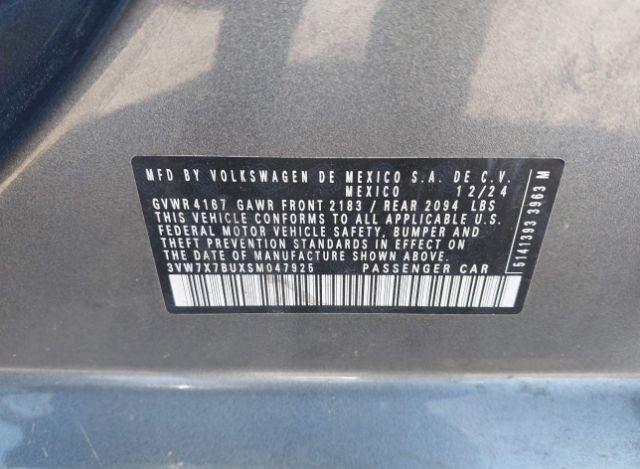 MFD BY VOLKSWAGEN DE MEXICO S.A. DE C.V.
MEXICO 12/24
GVWR 4167 GAWR FRONT 2183 / REAR 2094 LBS
THIS VEHICLE CONFORMS TO ALL APPLICABLE U.S.
FEDERAL MOTOR VEHICLE SAFETY, BUMPER AND
THEFT PREVENTION STANDARDS IN EFFECT ON
THE DATE OF MANUFACTURE SHOWN ABOVE.
3VW7X7BUXSM047925 PASSENGER CAR
5141393 3963 M